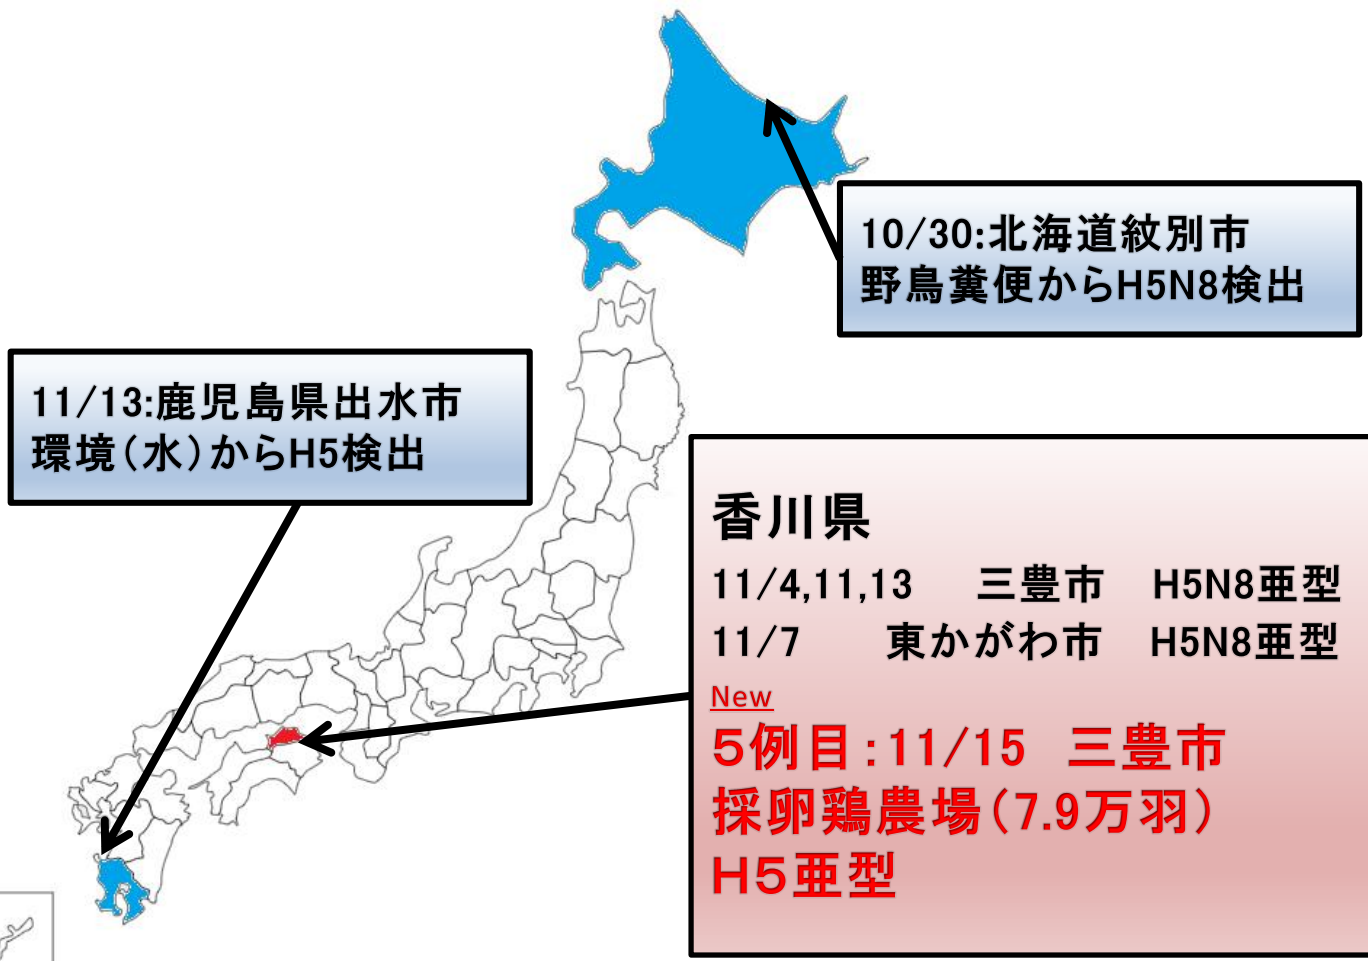 10/30:北海道紋別市
野鳥糞便からH5N8検出
11/13:鹿児島県出水市
環境(水)からH5検出
香川県
11/4,11,13 三豊市 H5N8亜型
11/7 東かがわ市 H5N8亜型
New
5例目:11/15 三豊市
採卵鶏農場(7.9万羽)
H5亜型